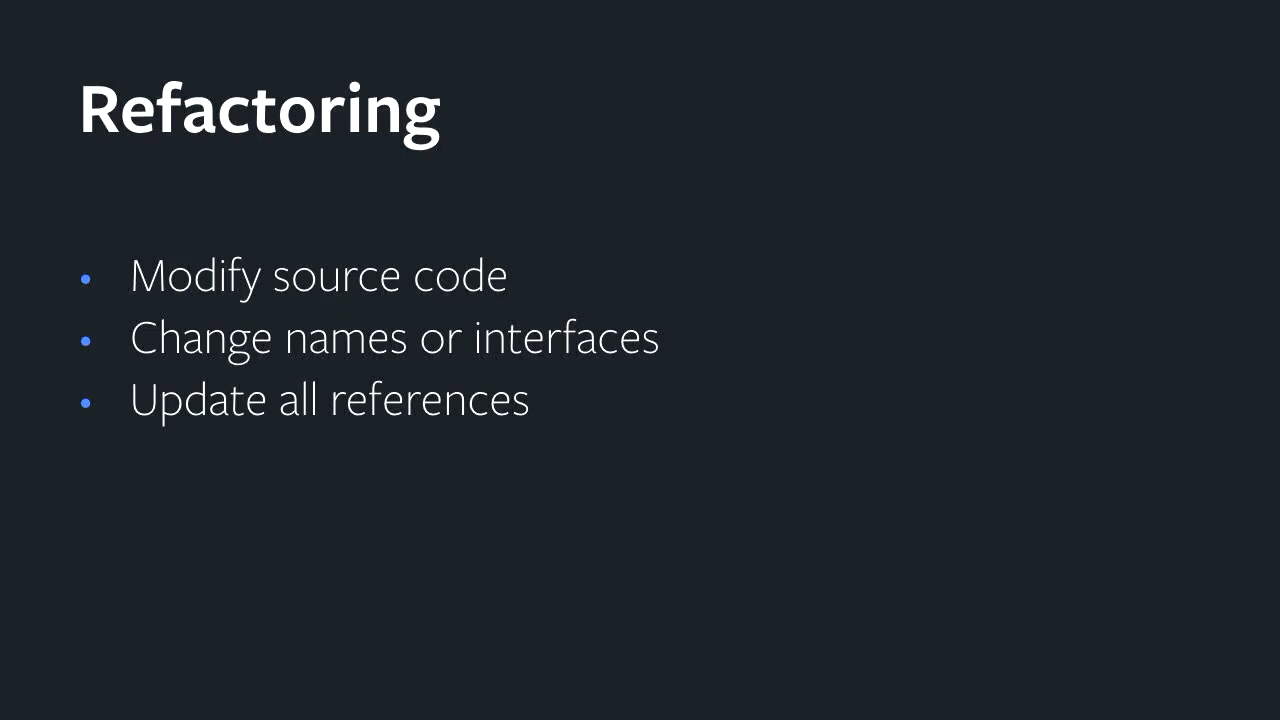 Refactoring
• Modify source code
• Change names or interfaces
• Update all references